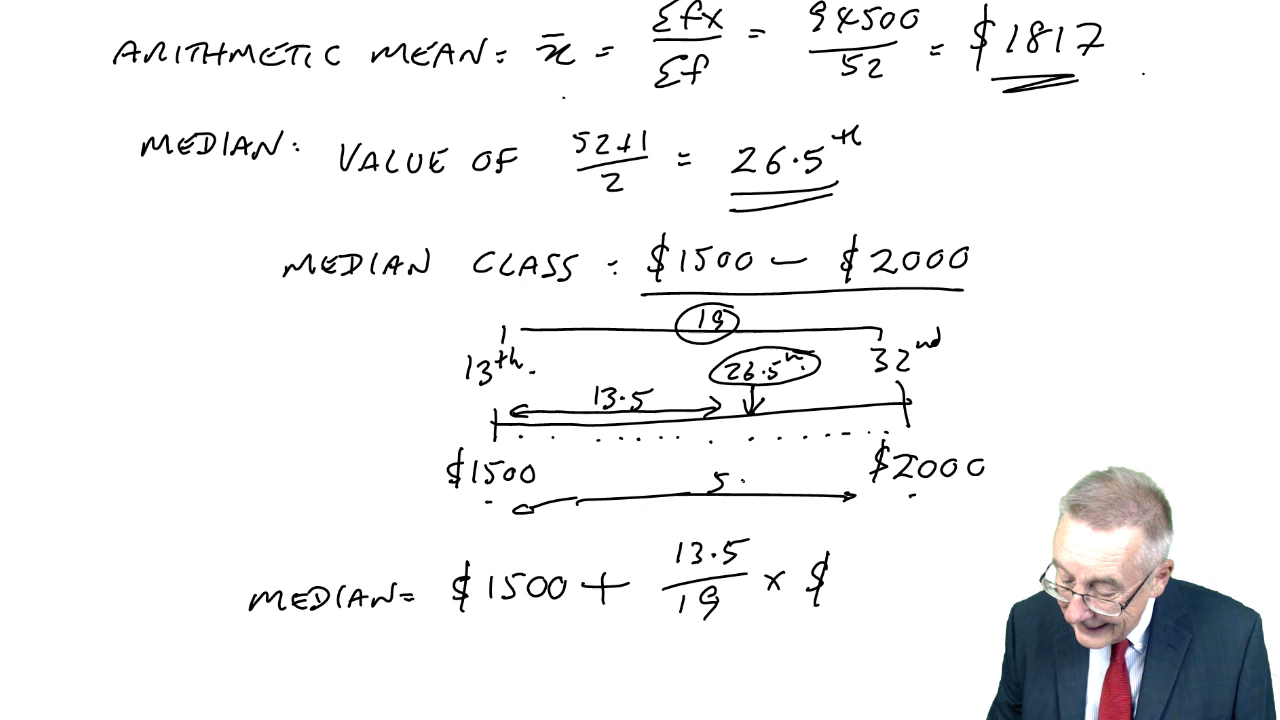 ARITHMETIC MEAN: x̄ = Σfx / Σf = 94500 / 52 = $1817
MEDIAN: VALUE OF 52+1 / 2 = 26.5th
MEDIAN CLASS: $1500 – $2000
19
13th 26.5th 32nd
13.5
$1500 $2000
5
MEDIAN = $1500 + 13.5 / 19 × $